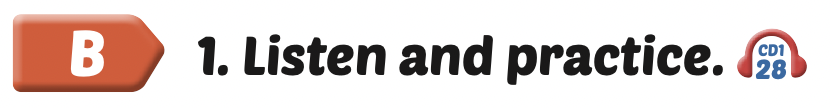 B 1. Listen and practice. CD1
28